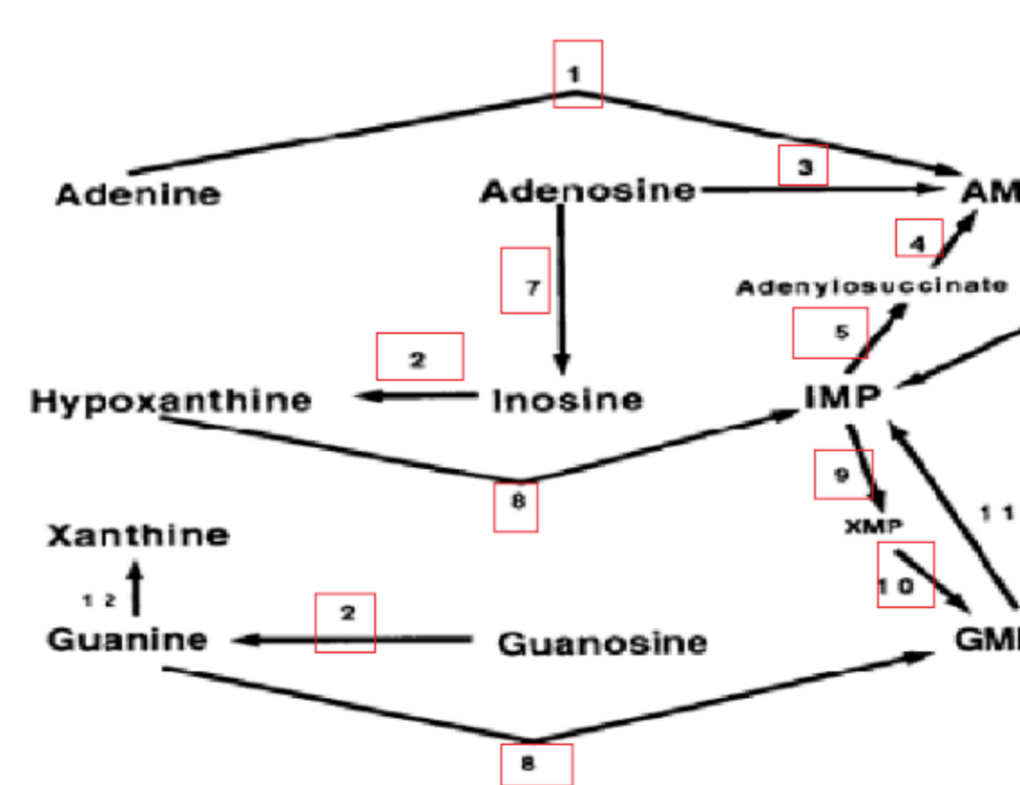 1
3
Adenine Adenosine AM
4
7 Adenylosuccinate
5
2
Hypoxanthine Inosine IMP
9
8
Xanthine XMP 11
10
12
2
Guanine Guanosine GM
8